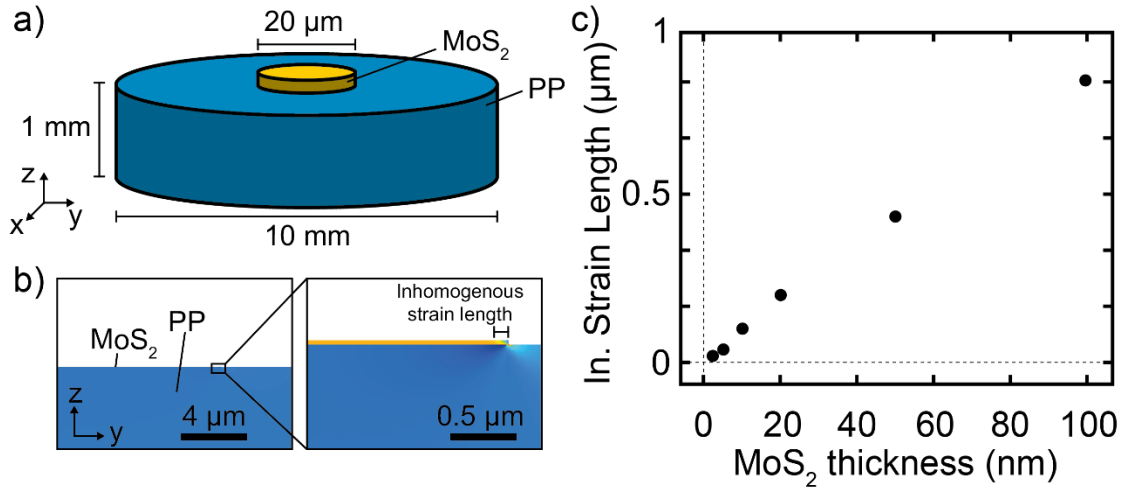 a)
20 µm
MoS₂
PP
1 mm
z
x
y
10 mm
b)
MoS₂
PP
z
y
4 µm
Inhomogenous
strain length
0.5 µm
c)
In. Strain Length (µm)
1
0.5
0
0 20 40 60 80 100
MoS₂ thickness (nm)